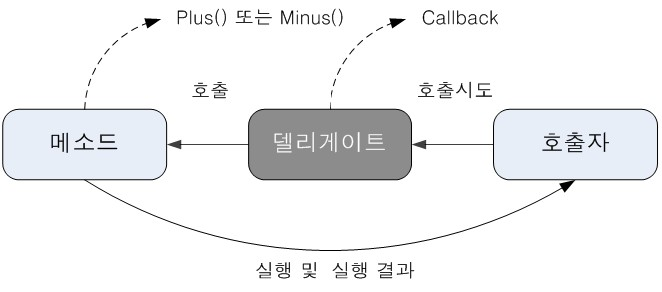 Plus() 또는 Minus()
Callback
호출
호출시도
메소드
델리게이트
호출자
실행 및 실행 결과